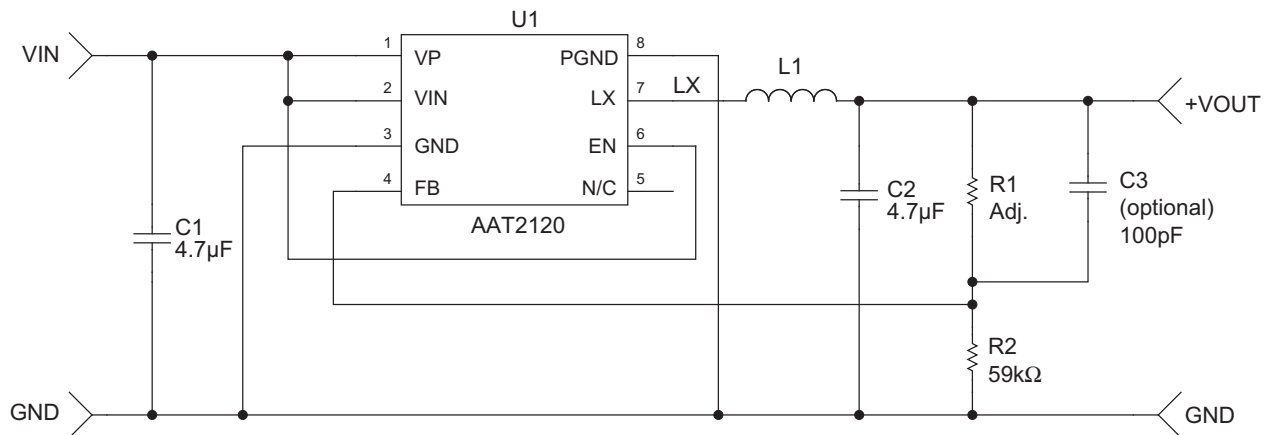 U1
VIN
1
VP
PGND
8
2
VIN
LX
7
LX
L1
+VOUT
3
GND
EN
6
4
FB
N/C
5
AAT2120
C1
4.7µF
C2
4.7µF
R1
Adj.
C3
(optional)
100pF
R2
59kΩ
GND
GND